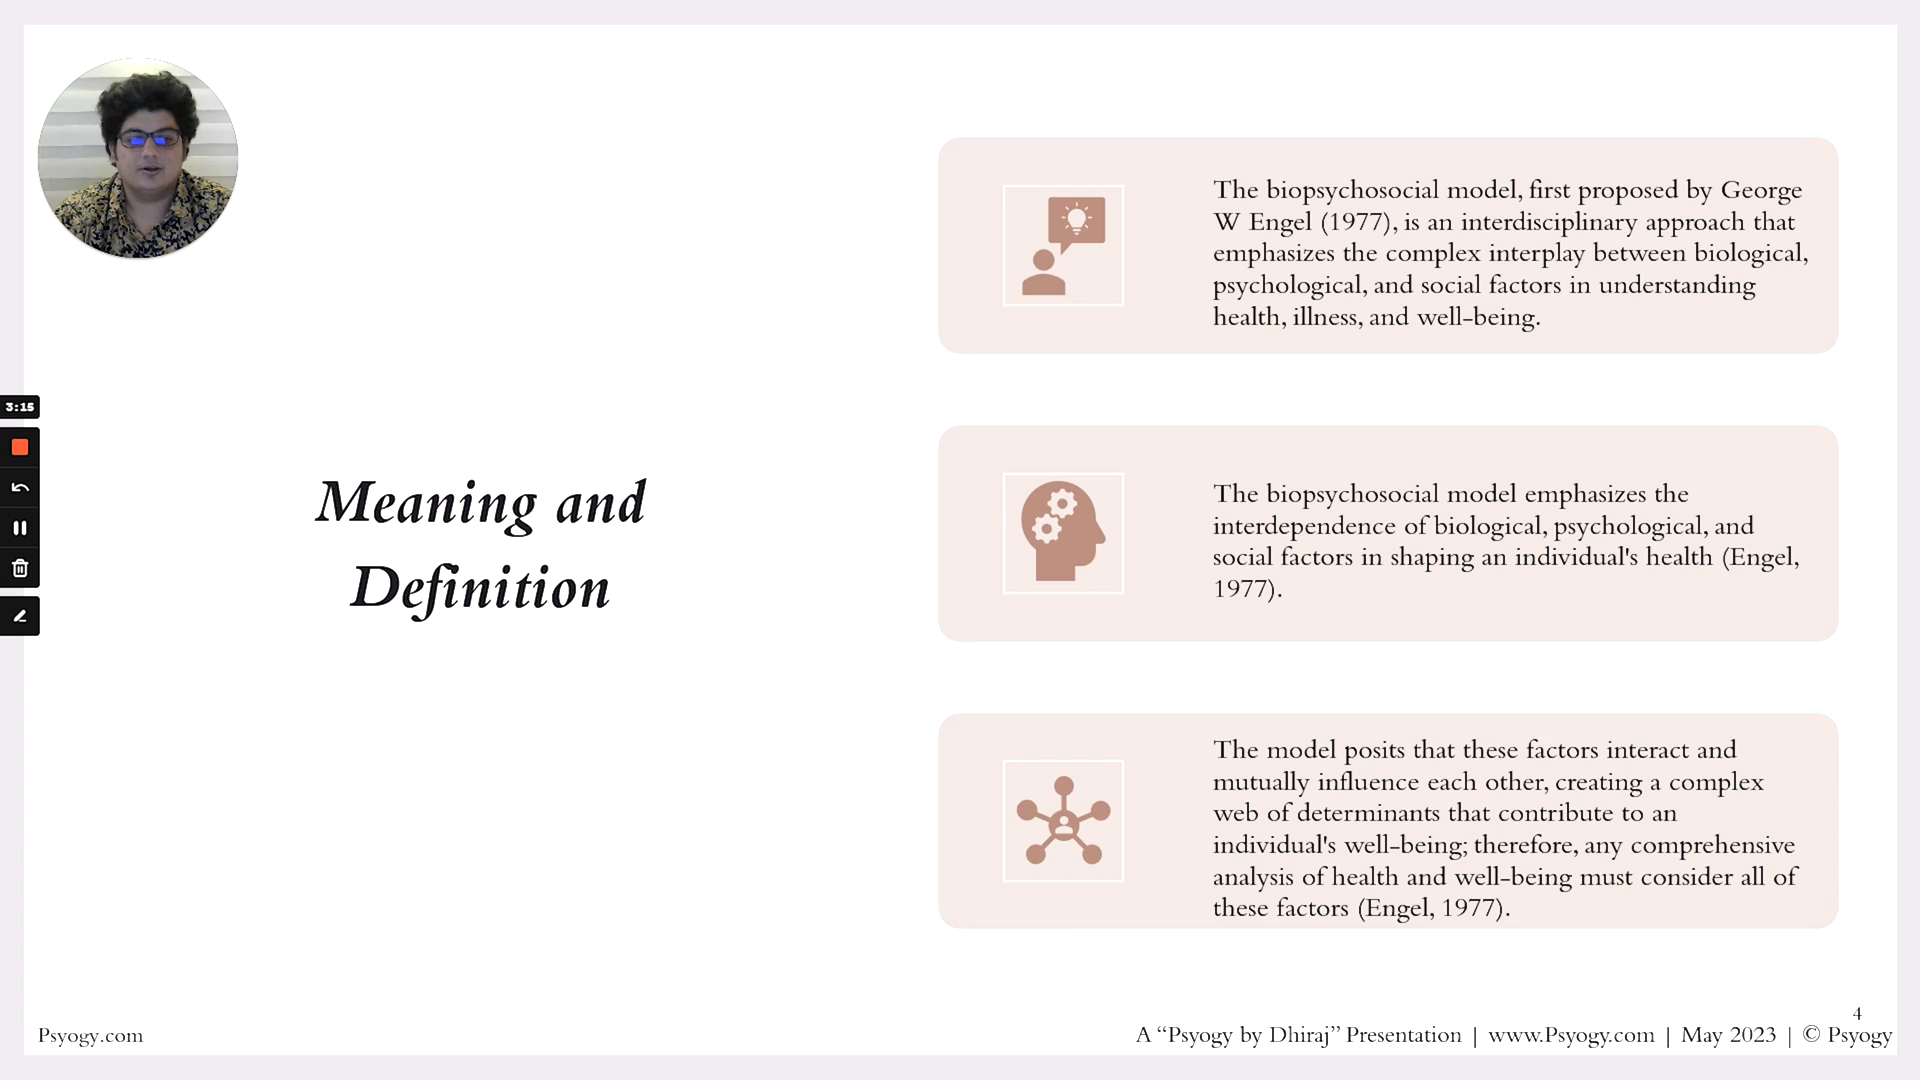 3:15
Meaning and
Definition
The biopsychosocial model, first proposed by George
W Engel (1977), is an interdisciplinary approach that
emphasizes the complex interplay between biological,
psychological, and social factors in understanding
health, illness, and well-being.
The biopsychosocial model emphasizes the
interdependence of biological, psychological, and
social factors in shaping an individual's health (Engel,
1977).
The model posits that these factors interact and
mutually influence each other, creating a complex
web of determinants that contribute to an
individual's well-being; therefore, any comprehensive
analysis of health and well-being must consider all of
these factors (Engel, 1977).
4
Psyogy.com
A “Psyogy by Dhiraj” Presentation | www.Psyogy.com | May 2023 | © Psyogy